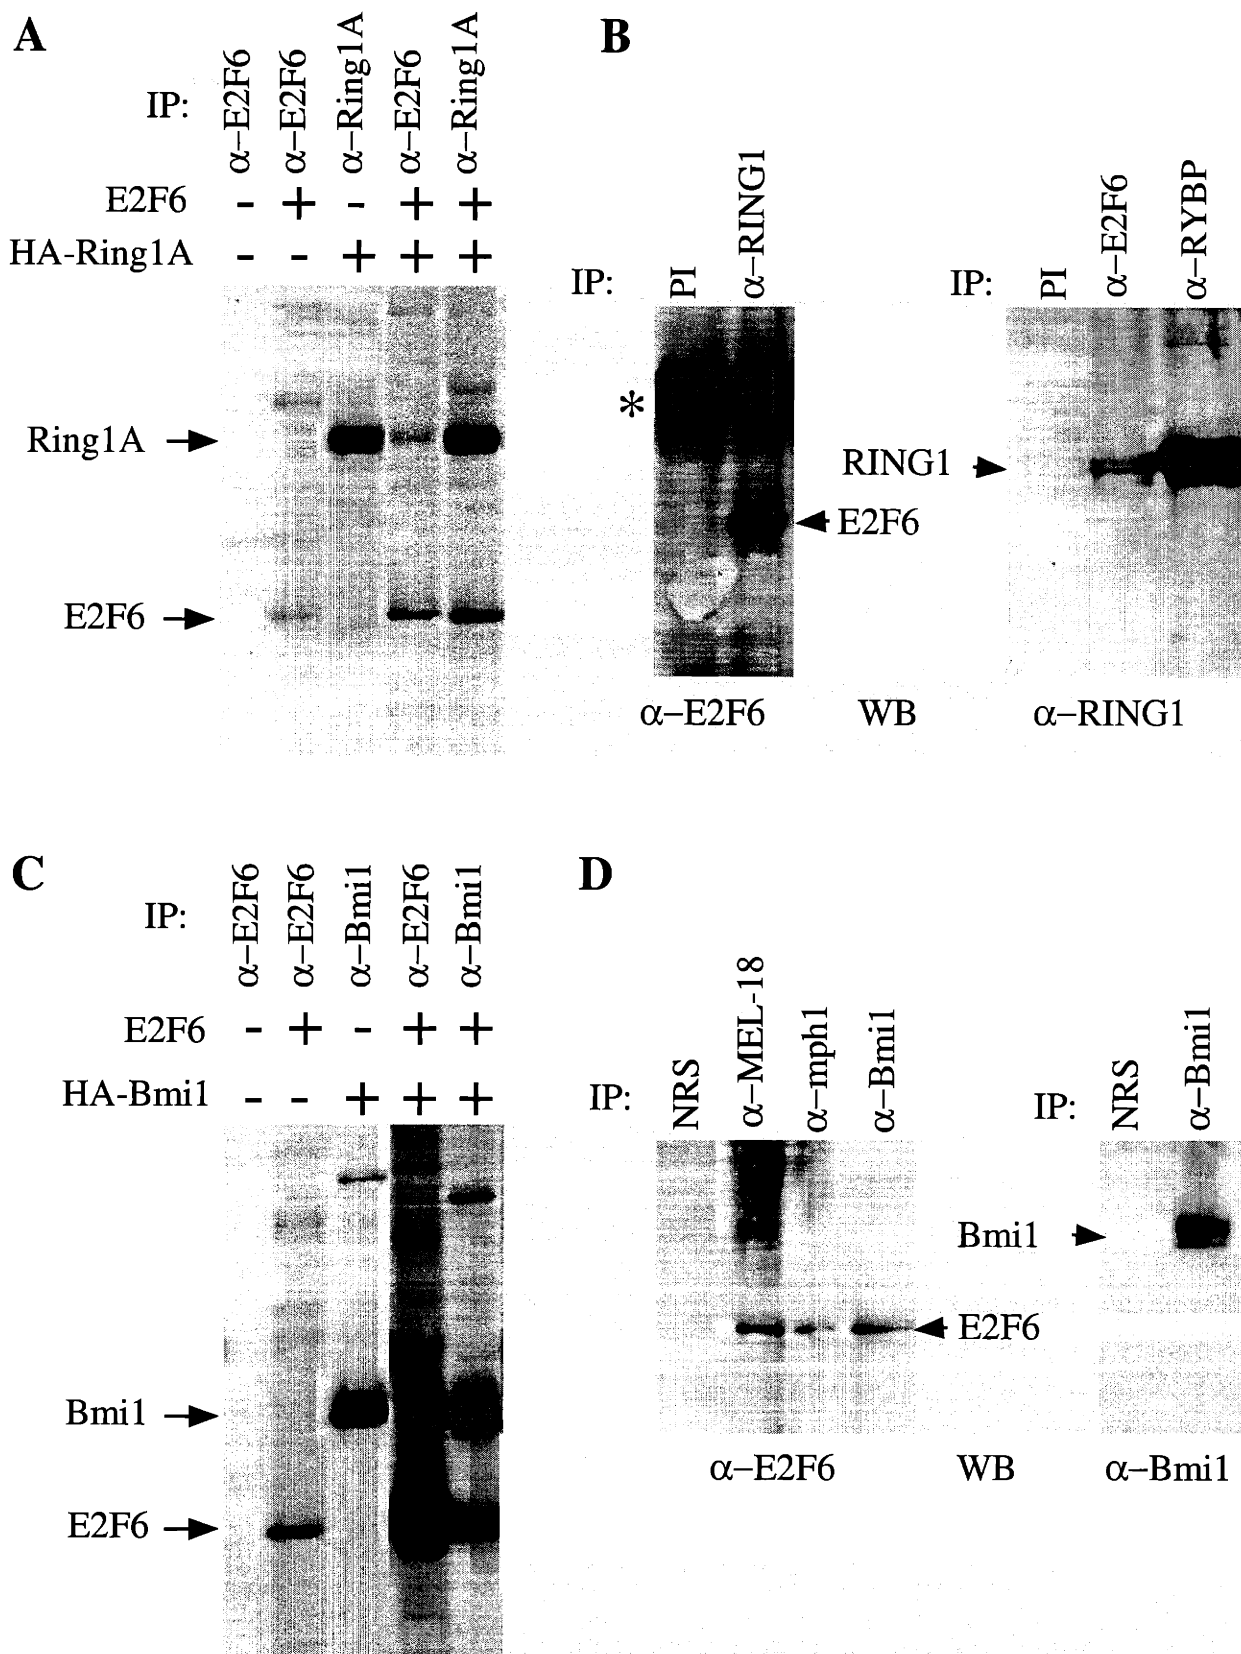 A
IP: α–E2F6 α–E2F6 α–Ring1A α–E2F6 α–Ring1A
E2F6 - + - + +
HA-Ring1A - - + + +
Ring1A
E2F6
B
IP: PI α–RING1
*
E2F6
IP: PI α–E2F6 α–RYBP
RING1
α–E2F6 WB α–RING1
C
IP: α–E2F6 α–E2F6 α–Bmi1 α–E2F6 α–Bmi1
E2F6 - + - + +
HA-Bmi1 - - + + +
Bmi1
E2F6
D
IP: NRS α–MEL-18 α–mph1 α–Bmi1
E2F6
IP: NRS α–Bmi1
Bmi1
α–E2F6 WB α–Bmi1